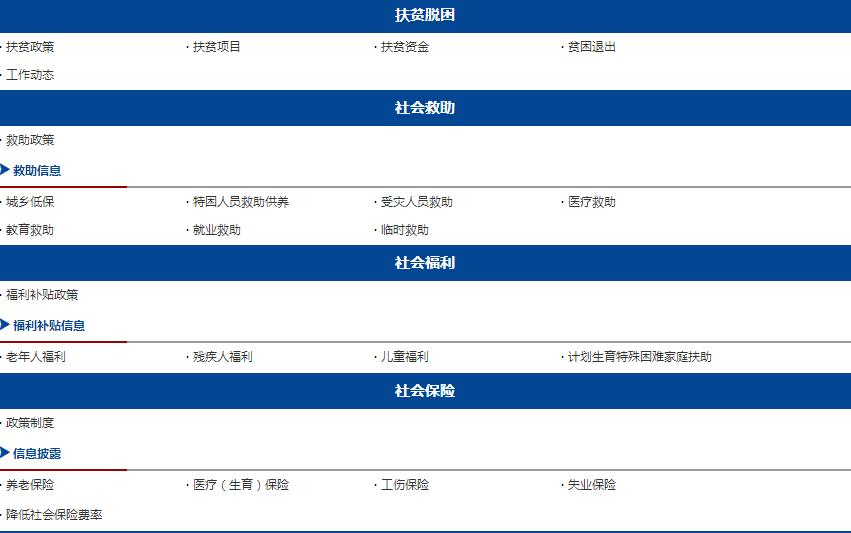 扶贫脱困
· 扶贫政策 · 扶贫项目 · 扶贫资金 · 贫困退出
· 工作动态
社会救助
· 救助政策
救助信息
· 城乡低保 · 特困人员救助供养 · 受灾人员救助 · 医疗救助
· 教育救助 · 就业救助 · 临时救助
社会福利
· 福利补贴政策
福利补贴信息
· 老年人福利 · 残疾人福利 · 儿童福利 · 计划生育特殊困难家庭扶助
社会保险
· 政策制度
信息披露
· 养老保险 · 医疗（生育）保险 · 工伤保险 · 失业保险
· 降低社会保险费率